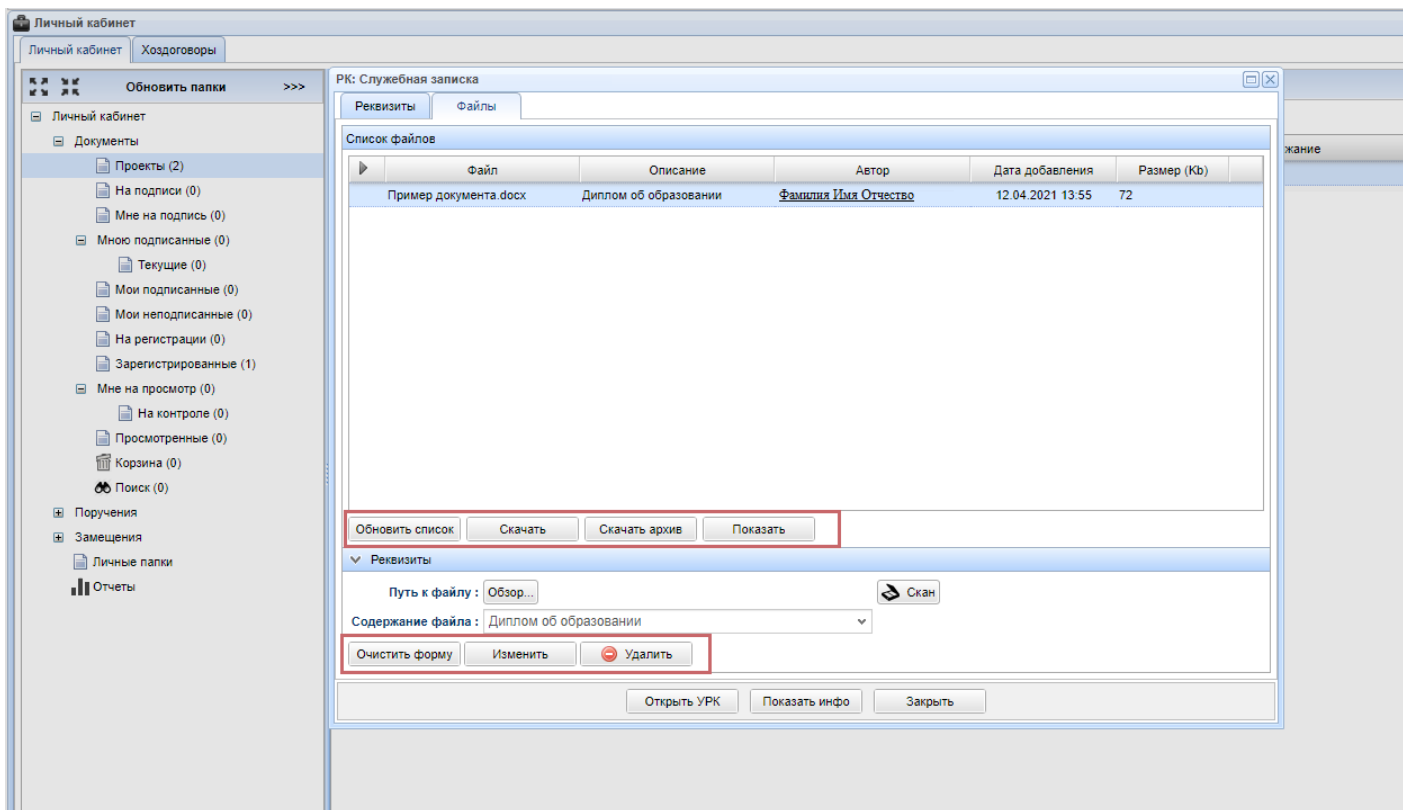 Личный кабинет
Личный кабинет Хоздоговоры
Обновить папки >>>
Личный кабинет
Документы
Проекты (2)
На подписи (0)
Мне на подпись (0)
Мною подписанные (0)
Текущие (0)
Мои подписанные (0)
Мои неподписанные (0)
На регистрации (0)
Зарегистрированные (1)
Мне на просмотр (0)
На контроле (0)
Просмотренные (0)
Корзина (0)
Поиск (0)
Поручения
Замещения
Личные папки
Отчеты
РК: Служебная записка
Реквизиты Файлы
Список файлов
Файл Описание Автор Дата добавления Размер (Kb)
Пример документа.docx Диплом об образовании Фамилия Имя Отчество 12.04.2021 13:55 72
Обновить список Скачать Скачать архив Показать
Реквизиты
Путь к файлу : Обзор... Скан
Содержание файла : Диплом об образовании
Очистить форму Изменить Удалить
Открыть УРК Показать инфо Закрыть
жание